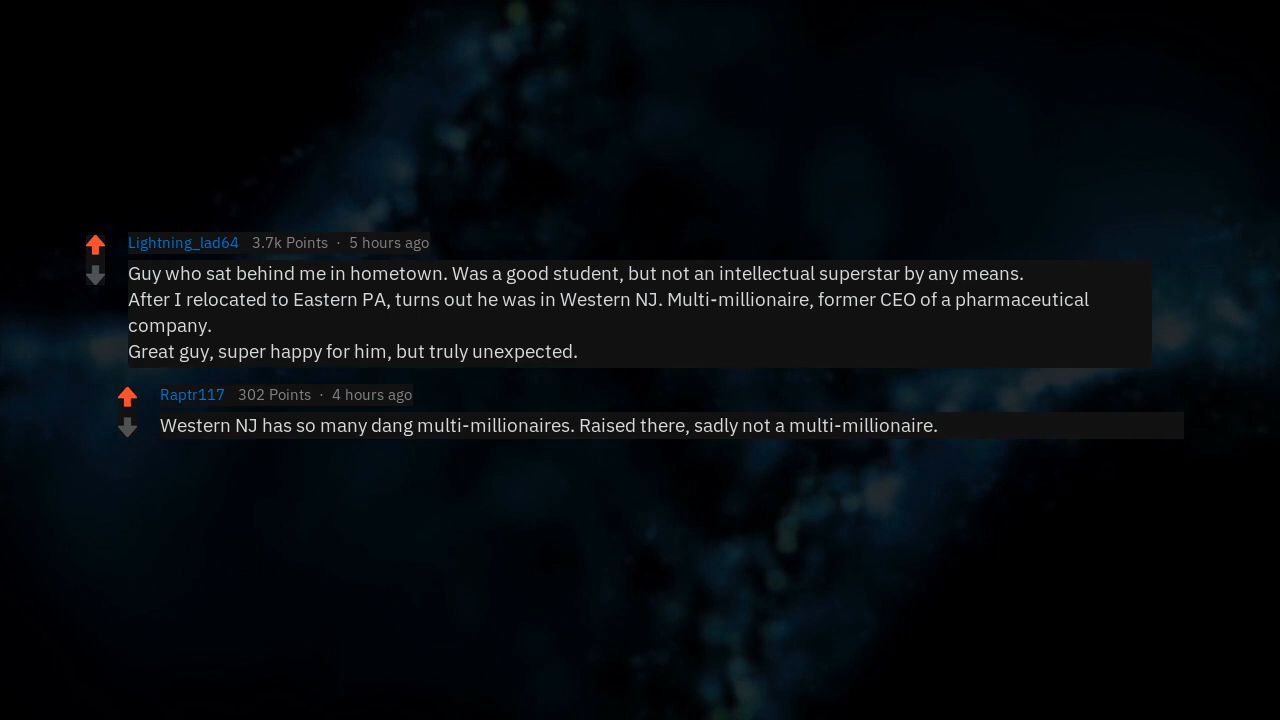 Lightning_lad64 3.7k Points · 5 hours ago
Guy who sat behind me in hometown. Was a good student, but not an intellectual superstar by any means.
After I relocated to Eastern PA, turns out he was in Western NJ. Multi-millionaire, former CEO of a pharmaceutical
company.
Great guy, super happy for him, but truly unexpected.
Raptr117 302 Points · 4 hours ago
Western NJ has so many dang multi-millionaires. Raised there, sadly not a multi-millionaire.